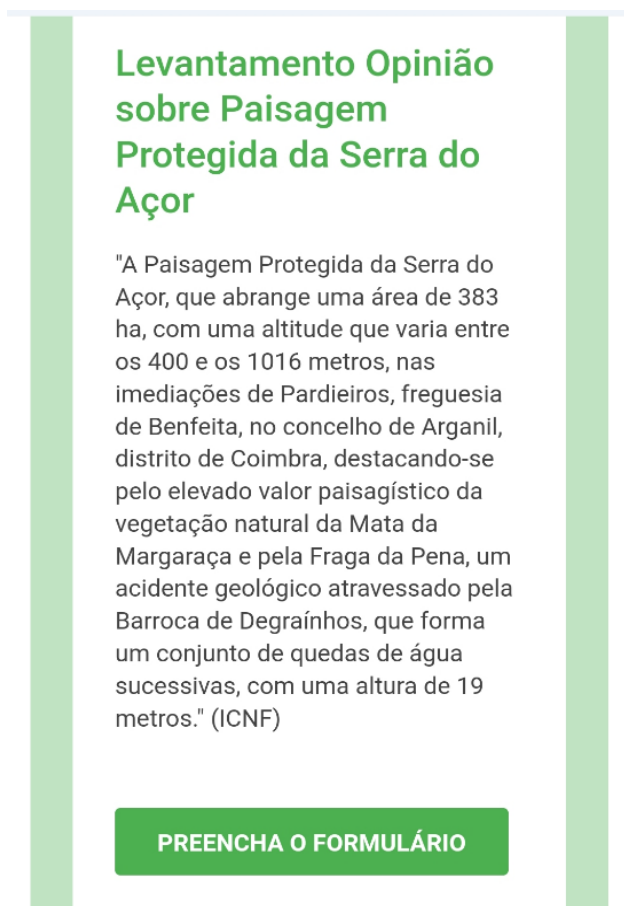 Levantamento Opinião
sobre Paisagem
Protegida da Serra do
Açor
"A Paisagem Protegida da Serra do
Açor, que abrange uma área de 383
ha, com uma altitude que varia entre
os 400 e os 1016 metros, nas
imediações de Pardieiros, freguesia
de Benfeita, no concelho de Arganil,
distrito de Coimbra, destacando-se
pelo elevado valor paisagístico da
vegetação natural da Mata da
Margaraça e pela Fraga da Pena, um
acidente geológico atravessado pela
Barroca de Degraínhos, que forma
um conjunto de quedas de água
sucessivas, com uma altura de 19
metros." (ICNF)
PREENCHA O FORMULÁRIO